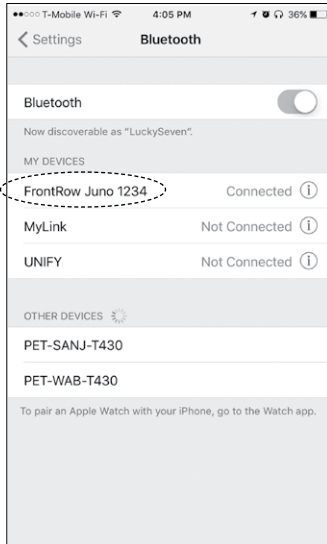 T-Mobile Wi-Fi 4:05 PM 36%
Settings Bluetooth
Bluetooth
Now discoverable as "LuckySeven".
MY DEVICES
FrontRow Juno 1234 Connected i
MyLink Not Connected i
UNIFY Not Connected i
OTHER DEVICES
PET-SANJ-T430
PET-WAB-T430
To pair an Apple Watch with your iPhone, go to the Watch app.